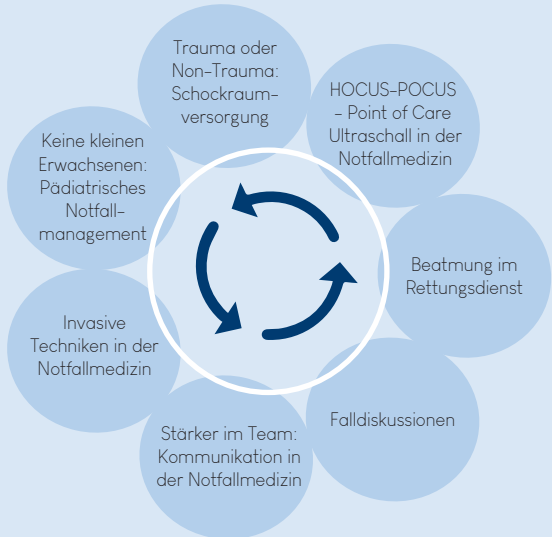 Trauma oder
Non-Trauma:
Schockraum-
versorgung
HOCUS-POCUS
- Point of Care
Ultraschall in der
Notfallmedizin
Beatmung im
Rettungsdienst
Falldiskussionen
Stärker im Team:
Kommunikation in
der Notfallmedizin
Invasive
Techniken in der
Notfallmedizin
Keine kleinen
Erwachsenen:
Pädiatrisches
Notfall-
management